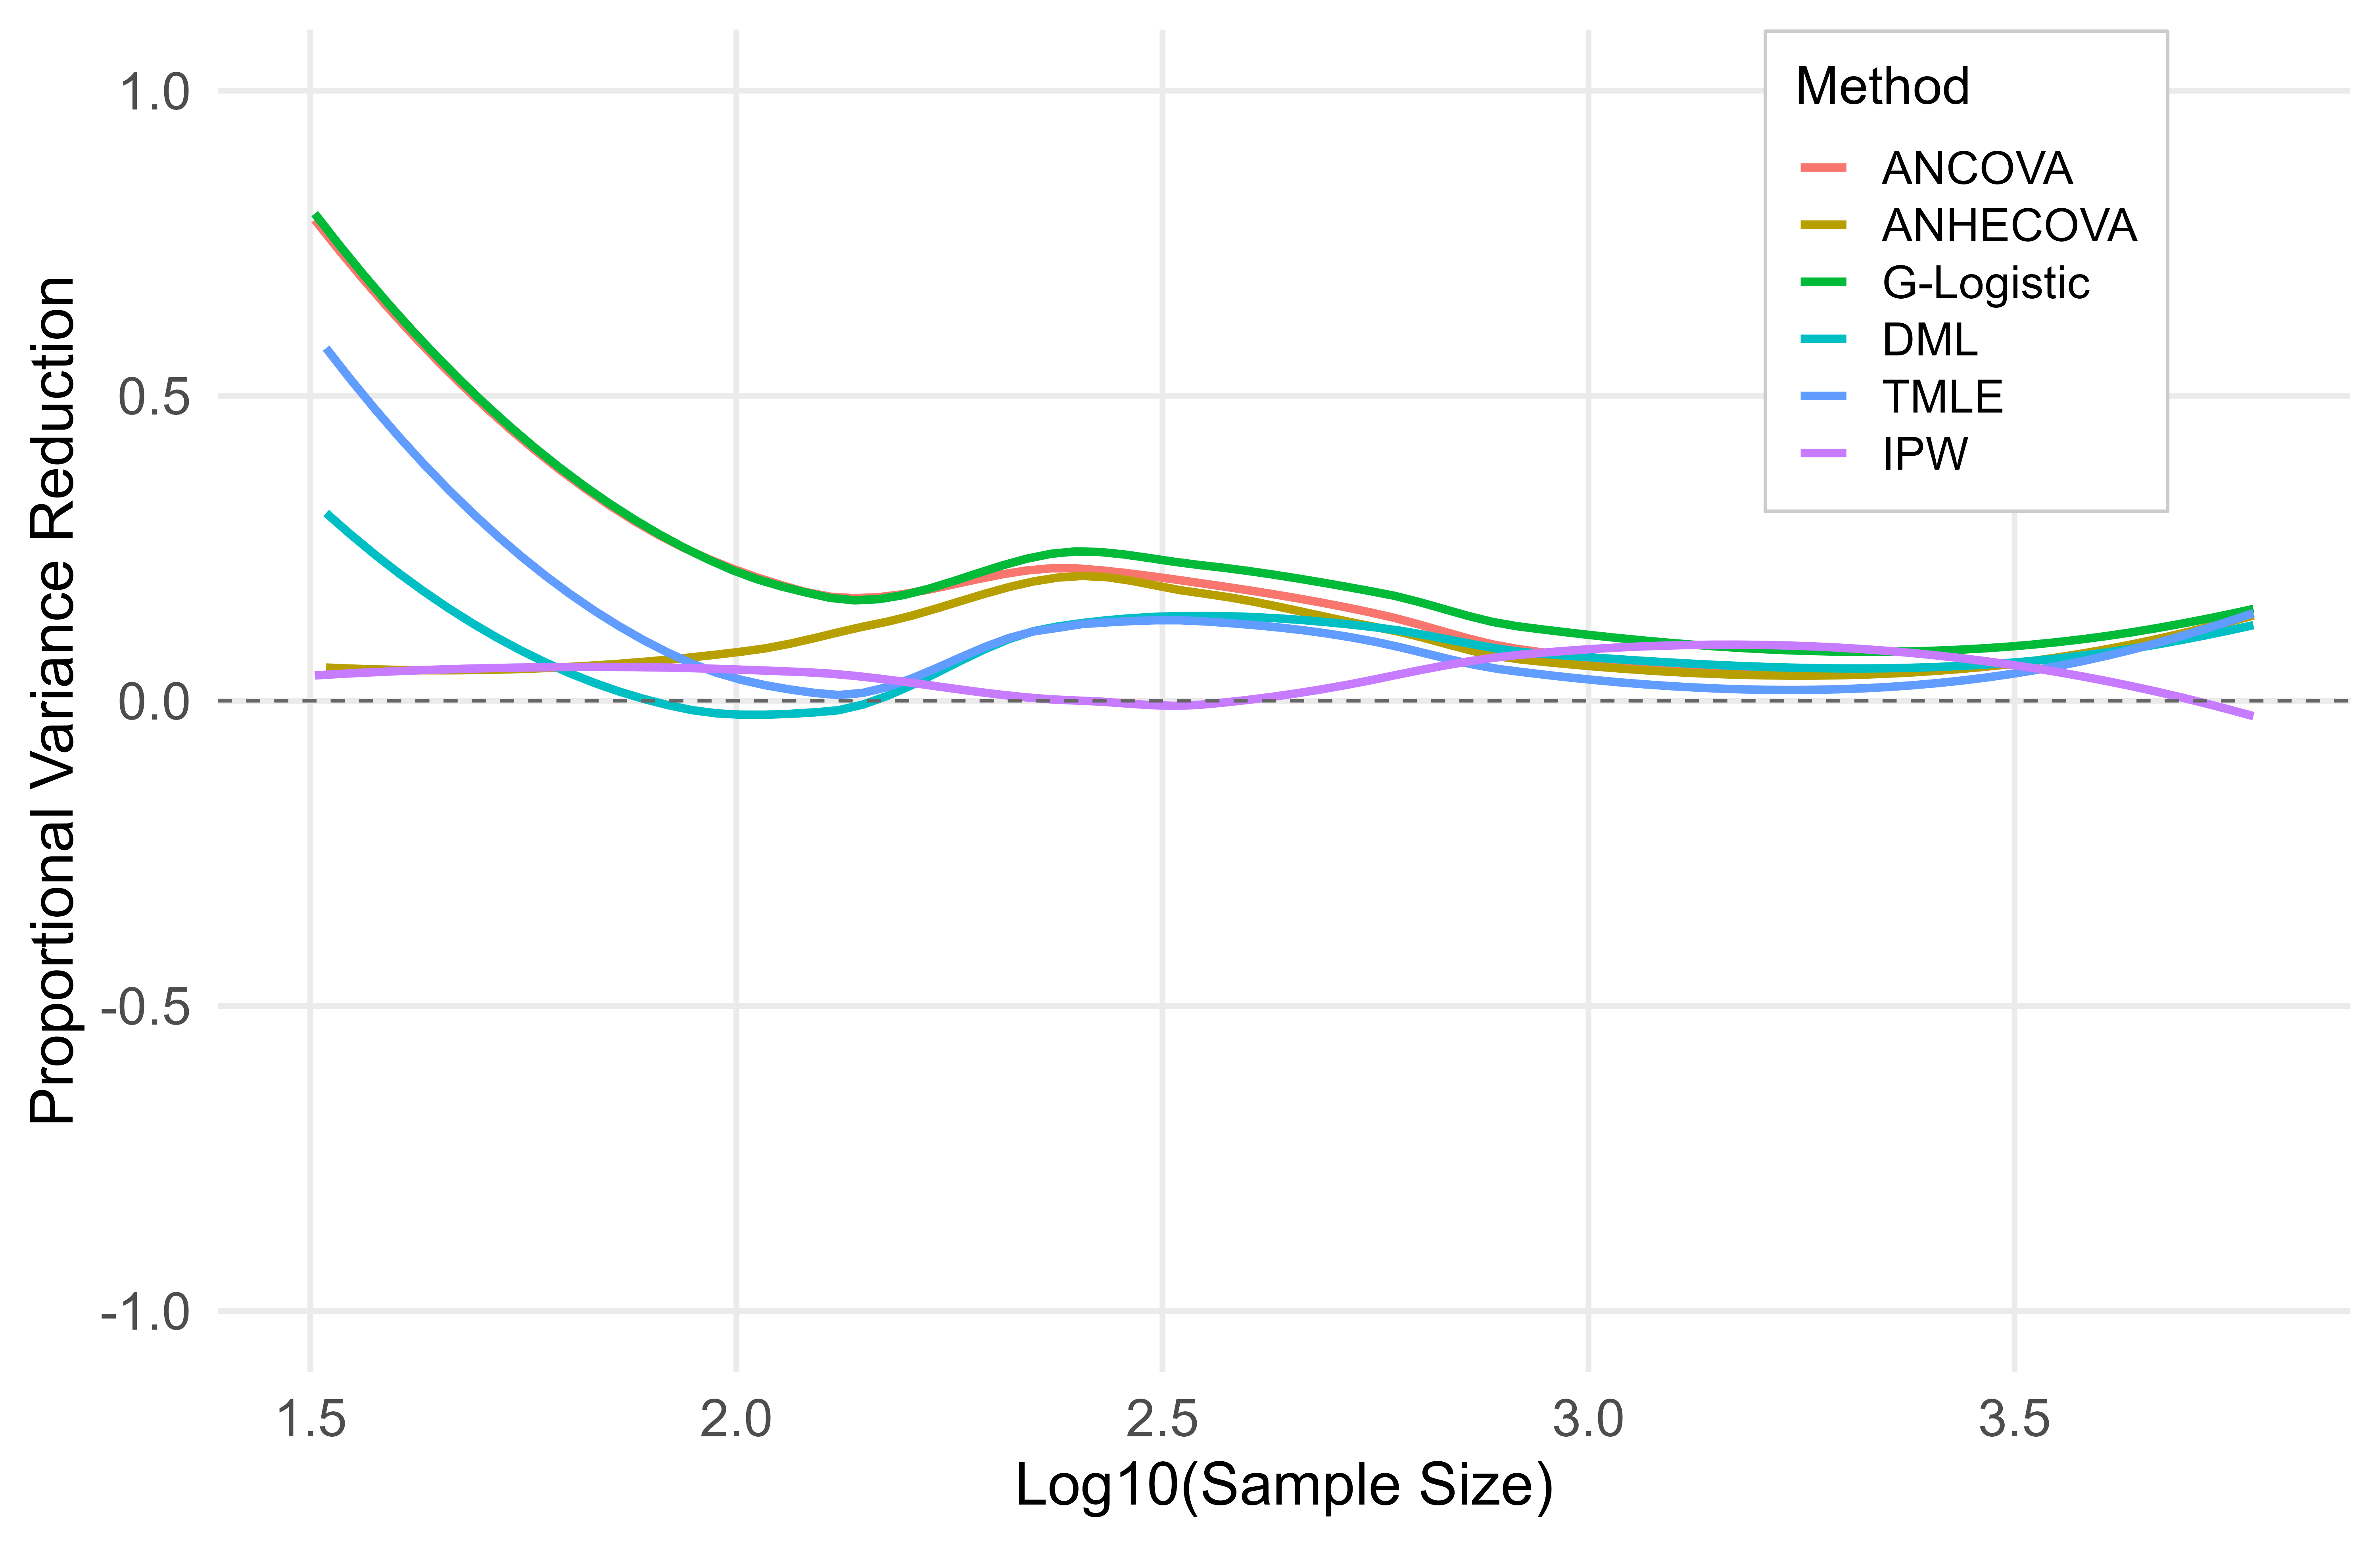 Proportional Variance Reduction
1.0
0.5
0.0
-0.5
-1.0
Method
ANCOVA
ANHECOVA
G-Logistic
DML
TMLE
IPW
1.5 2.0 2.5 3.0 3.5
Log10(Sample Size)